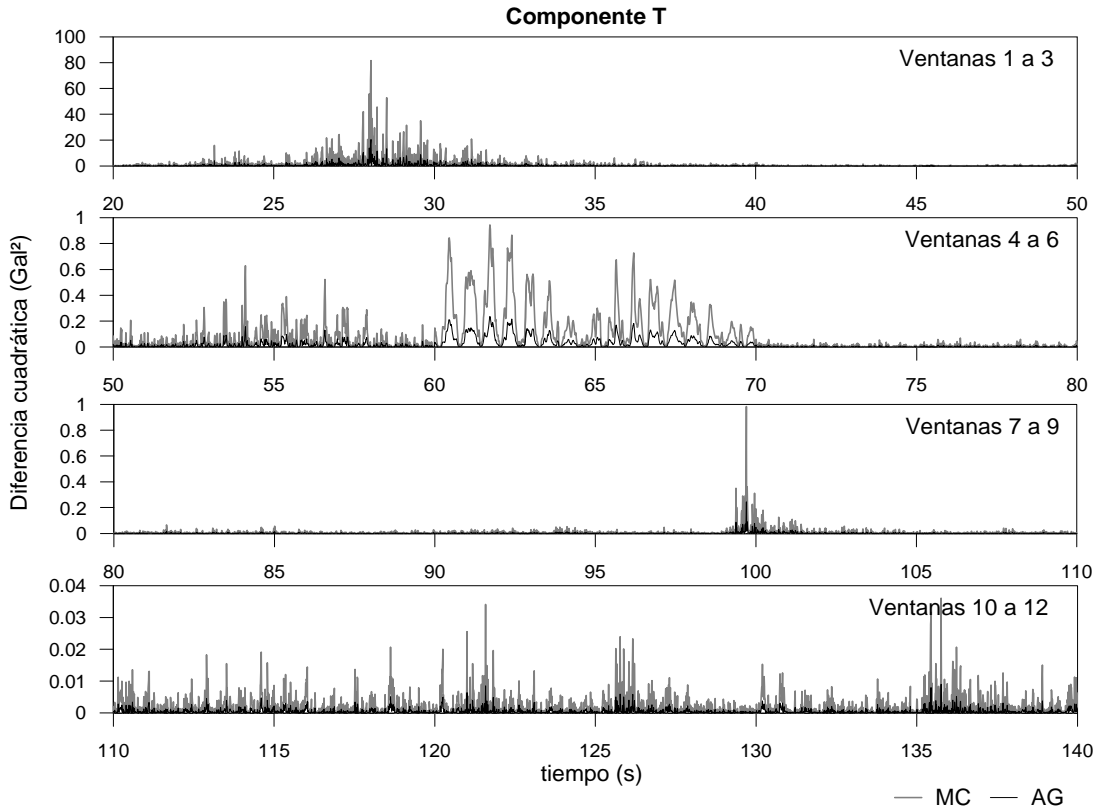 Componente T
Diferencia cuadrática (Gal²)
100
80
60
40
20
0
Ventanas 1 a 3
20 25 30 35 40 45 50
1
0.8
0.6
0.4
0.2
0
Ventanas 4 a 6
50 55 60 65 70 75 80
1
0.8
0.6
0.4
0.2
0
Ventanas 7 a 9
80 85 90 95 100 105 110
0.04
0.03
0.02
0.01
0
Ventanas 10 a 12
110 115 120 125 130 135 140
tiempo (s)
MC AG